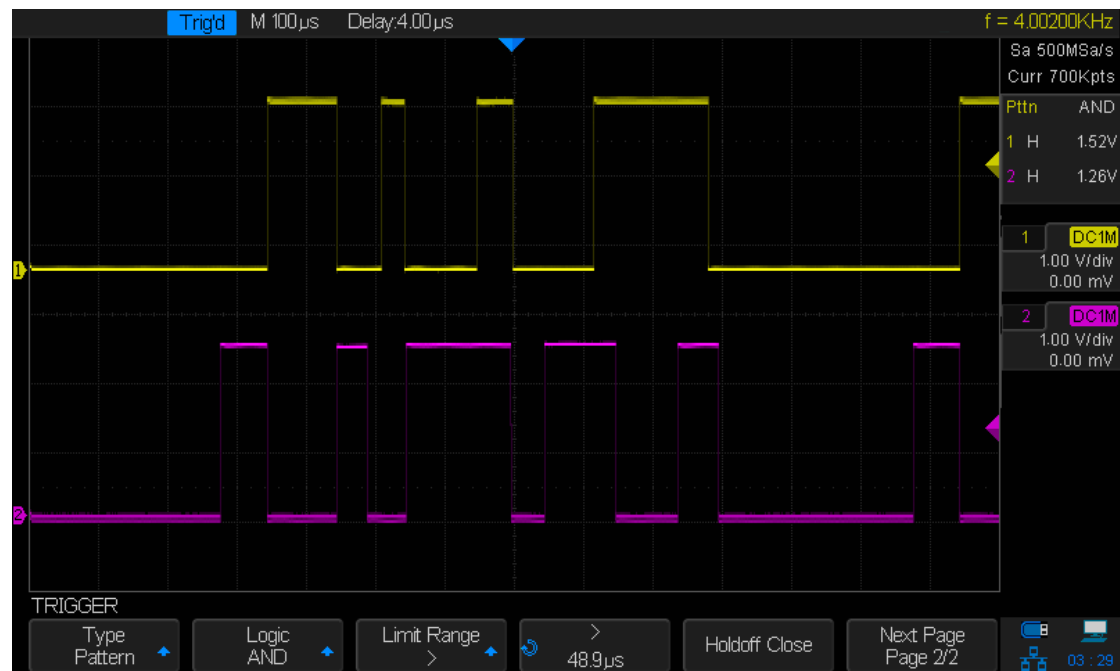 Trig'd M 100µs Delay:4.00µs f = 4.00200KHz
Sa 500MSa/s
Curr 700Kpts
Pttn AND
1 H 1.52V
2 H 1.26V
1 DC1M
1.00 V/div
0.00 mV
2 DC1M
1.00 V/div
0.00 mV
1
2
TRIGGER
Type
Pattern
Logic
AND
Limit Range
>
>
48.9µs
Holdoff Close
Next Page
Page 2/2
03:29